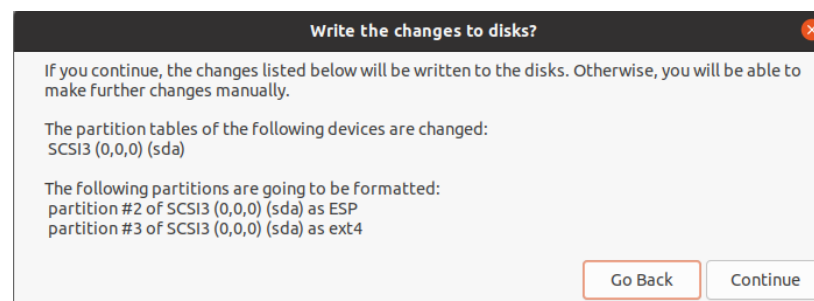 Write the changes to disks?
If you continue, the changes listed below will be written to the disks. Otherwise, you will be able to
make further changes manually.
The partition tables of the following devices are changed:
SCSI3 (0,0,0) (sda)
The following partitions are going to be formatted:
partition #2 of SCSI3 (0,0,0) (sda) as ESP
partition #3 of SCSI3 (0,0,0) (sda) as ext4
Go Back
Continue